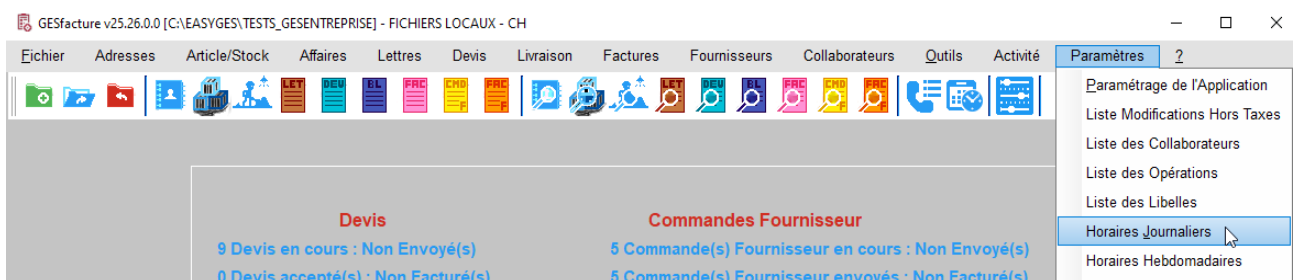 GESfacture v25.26.0.0 [C:\EASYGES\TESTS_GESENTREPRISE] - FICHIERS LOCAUX - CH
Fichier Adresses Article/Stock Affaires Lettres Devis Livraison Factures Fournisseurs Collaborateurs Outils Activité Paramètres ?
LET DEV BL FAC CMD F FAC F LET DEV BL FAC CMD F FAC F
Paramétrage de l'Application
Liste Modifications Hors Taxes
Liste des Collaborateurs
Liste des Opérations
Liste des Libelles
Horaires Journaliers
Horaires Hebdomadaires
Devis
9 Devis en cours : Non Envoyé(s)
0 Devis accepté(s) : Non Facturé(s)
Commandes Fournisseur
5 Commande(s) Fournisseur en cours : Non Envoyé(s)
5 Commande(s) Fournisseur envoyés : Non Facturé(s)